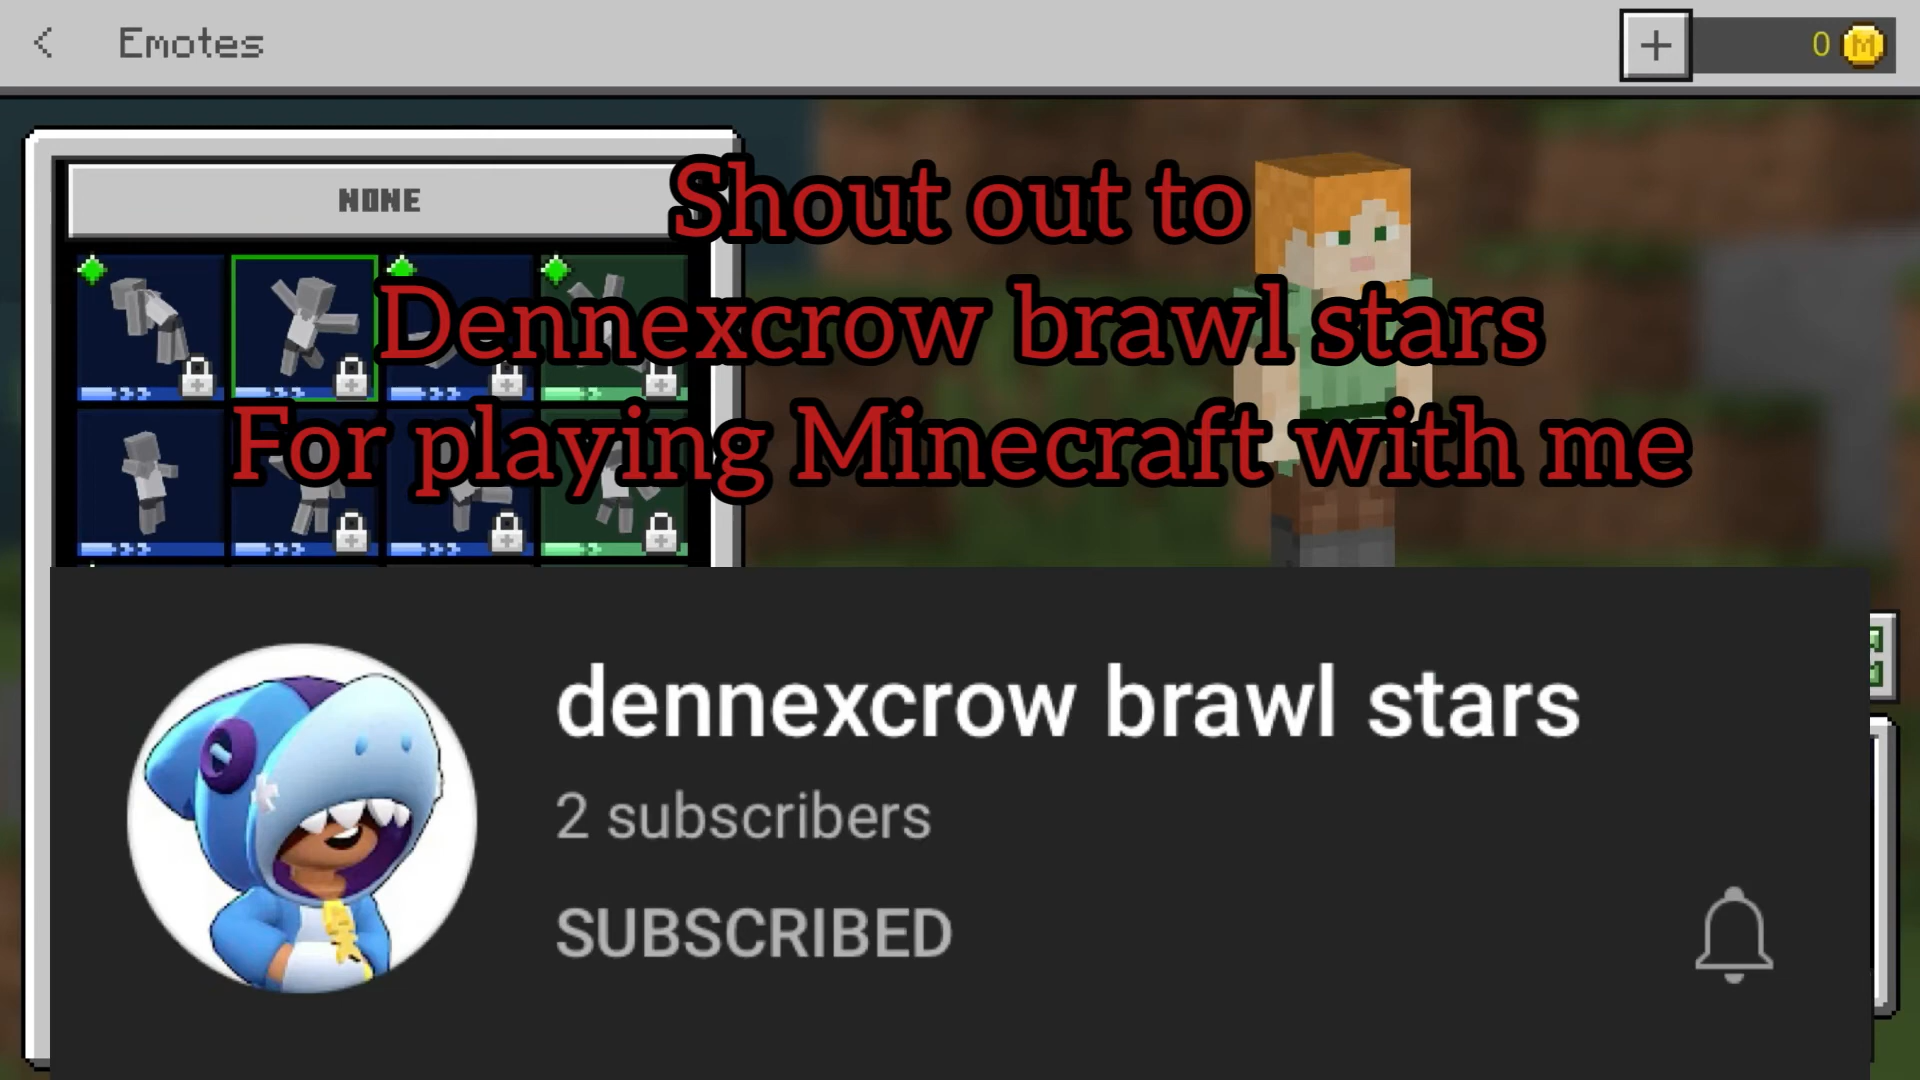 Emotes
0
NONE
Shout out to
Dennexcrow brawl stars
For playing Minecraft with me
dennexcrow brawl stars
2 subscribers
SUBSCRIBED